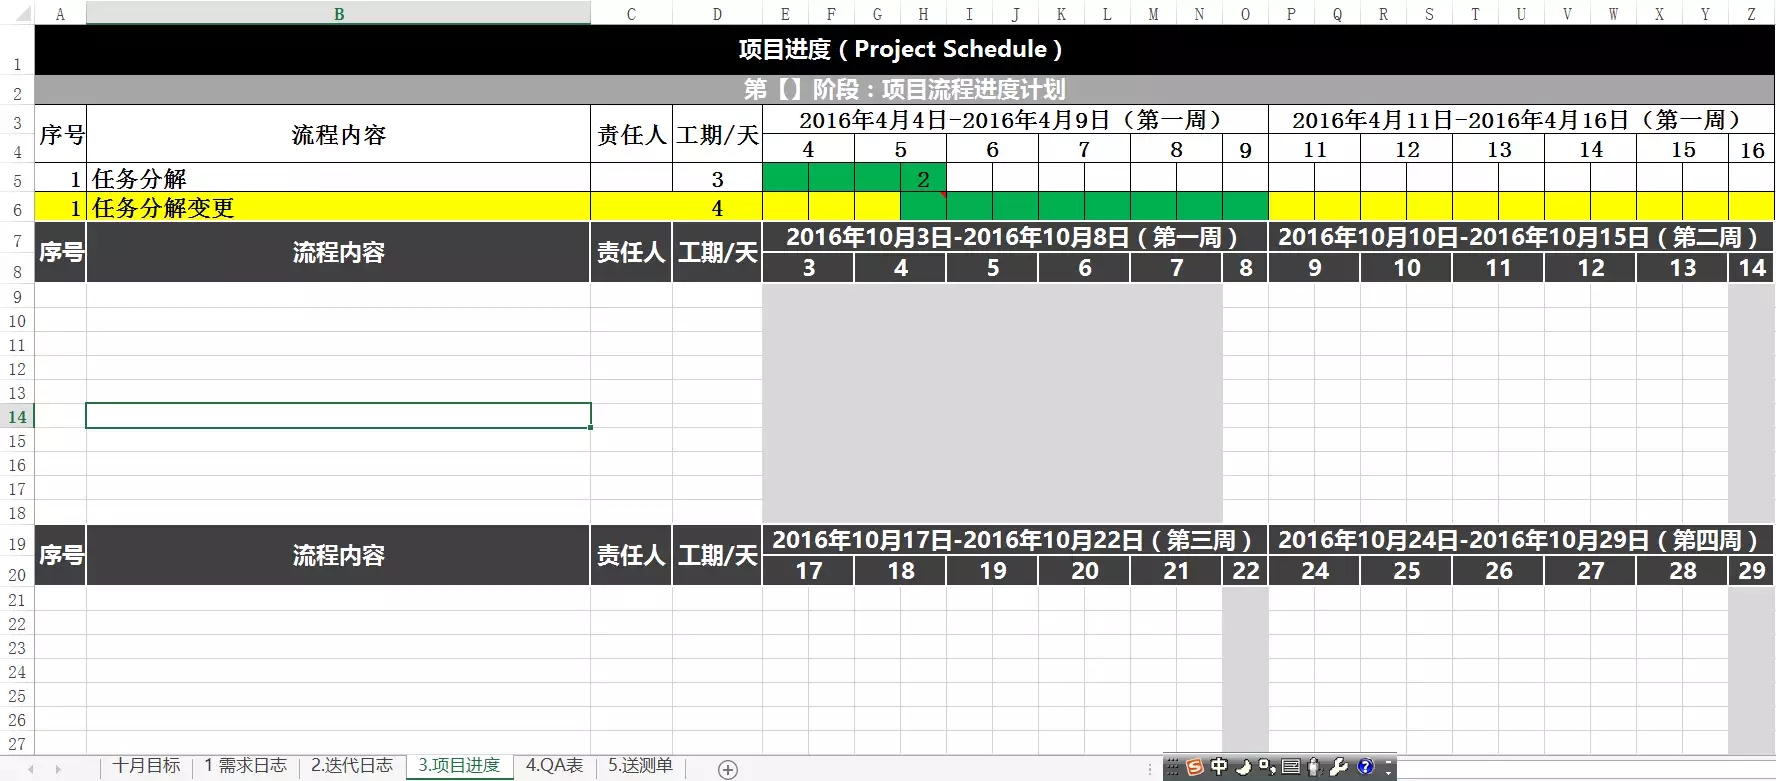 A B C D E F G H I J K L M N O P Q R S T U V W X Y Z
1 项目进度（Project Schedule）
2 第【】阶段：项目流程进度计划
3 序号 流程内容 责任人 工期/天 2016年4月4日-2016年4月9日（第一周） 2016年4月11日-2016年4月16日（第一周）
4 4 5 6 7 8 9 11 12 13 14 15 16
5 1 任务分解 3 2
6 1 任务分解变更 4
7 序号 流程内容 责任人 工期/天 2016年10月3日-2016年10月8日（第一周） 2016年10月10日-2016年10月15日（第二周）
8 3 4 5 6 7 8 9 10 11 12 13 14
9
10
11
12
13
14
15
16
17
18
19 序号 流程内容 责任人 工期/天 2016年10月17日-2016年10月22日（第三周） 2016年10月24日-2016年10月29日（第四周）
20 17 18 19 20 21 22 24 25 26 27 28 29
21
22
23
24
25
26
27
十月目标 1 需求日志 2.迭代日志 3.项目进度 4.QA表 5.送测单
中